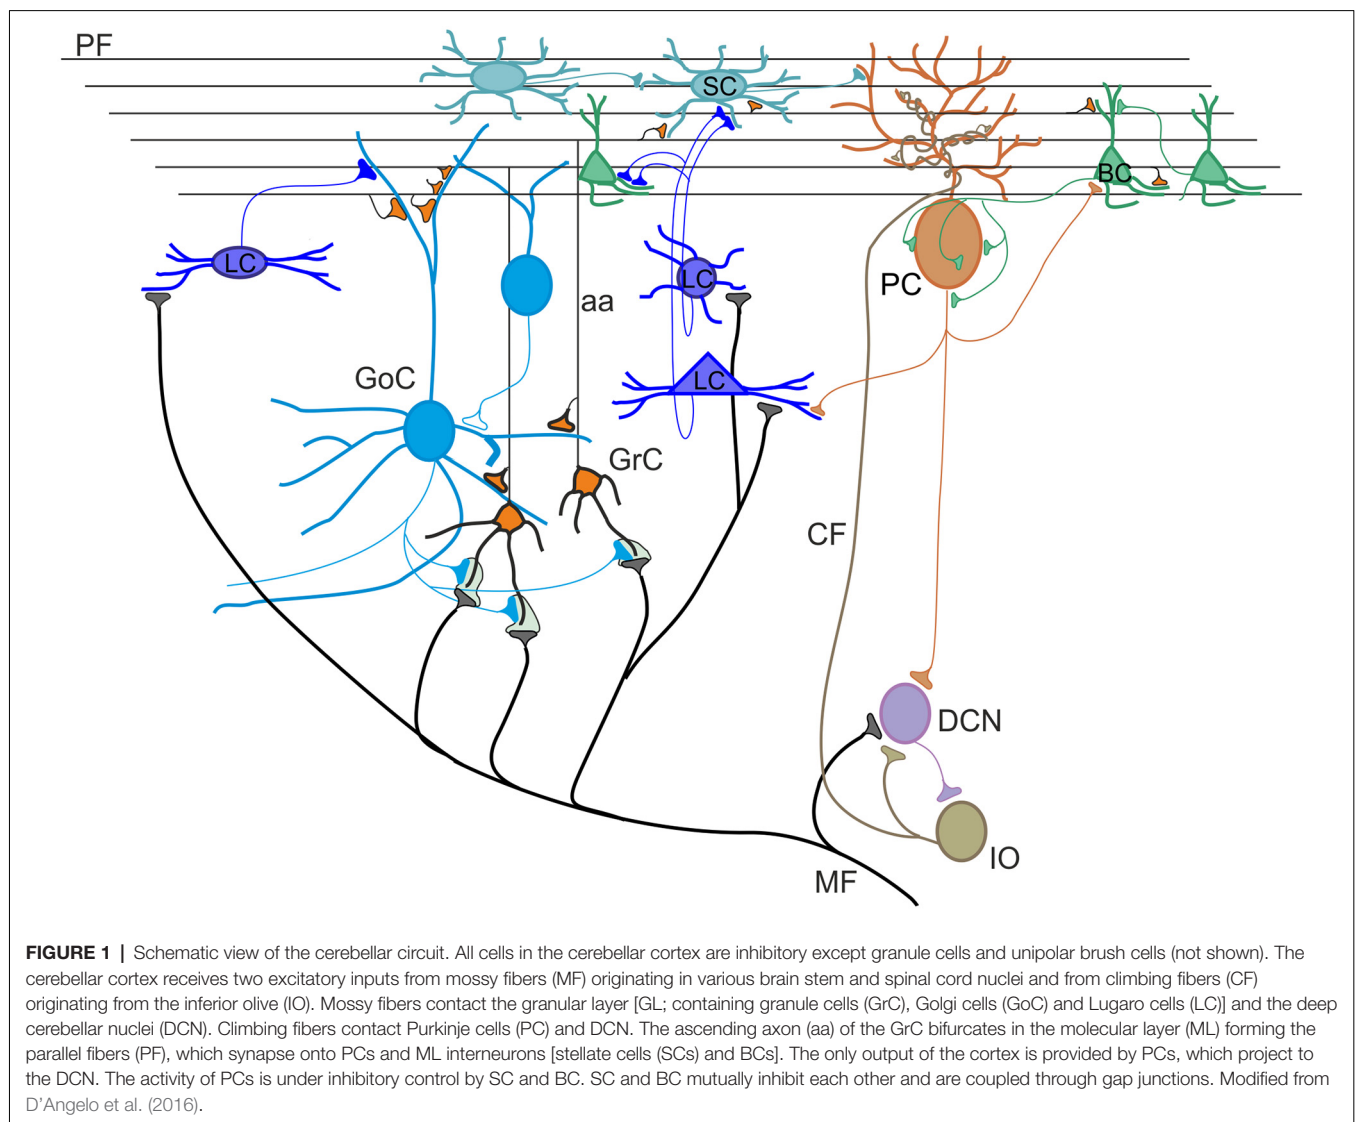 PF
SC
BC
LC
LC
PC
aa
LC
GoC
GrC
CF
DCN
IO
MF
FIGURE 1 | Schematic view of the cerebellar circuit. All cells in the cerebellar cortex are inhibitory except granule cells and unipolar brush cells (not shown). The
cerebellar cortex receives two excitatory inputs from mossy fibers (MF) originating in various brain stem and spinal cord nuclei and from climbing fibers (CF)
originating from the inferior olive (IO). Mossy fibers contact the granular layer [GL; containing granule cells (GrC), Golgi cells (GoC) and Lugaro cells (LC)] and the deep
cerebellar nuclei (DCN). Climbing fibers contact Purkinje cells (PC) and DCN. The ascending axon (aa) of the GrC bifurcates in the molecular layer (ML) forming the
parallel fibers (PF), which synapse onto PCs and ML interneurons [stellate cells (SCs) and BCs]. The only output of the cortex is provided by PCs, which project to
the DCN. The activity of PCs is under inhibitory control by SC and BC. SC and BC mutually inhibit each other and are coupled through gap junctions. Modified from
D’Angelo et al. (2016).